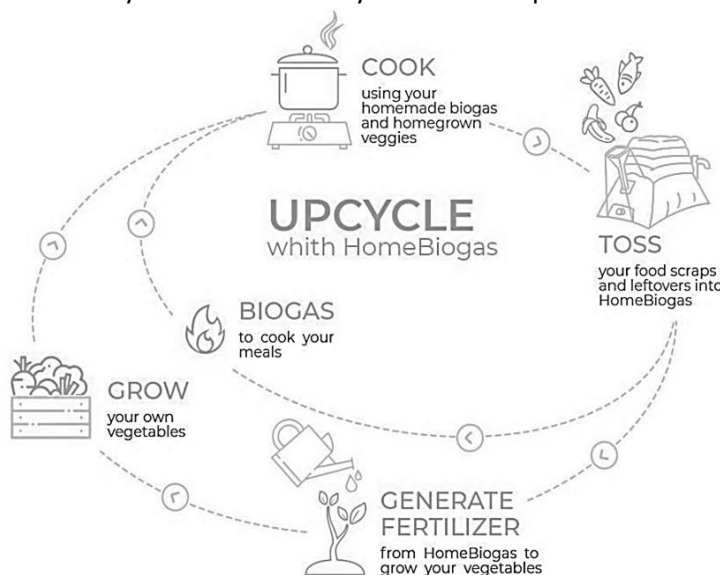 COOK
using your
homemade biogas
and homegrown
veggies
UPCYCLE
whith HomeBiogas
TOSS
your food scraps
and leftovers into
HomeBiogas
BIOGAS
to cook your
meals
GROW
your own
vegetables
GENERATE
FERTILIZER
from HomeBiogas to
grow your vegetables